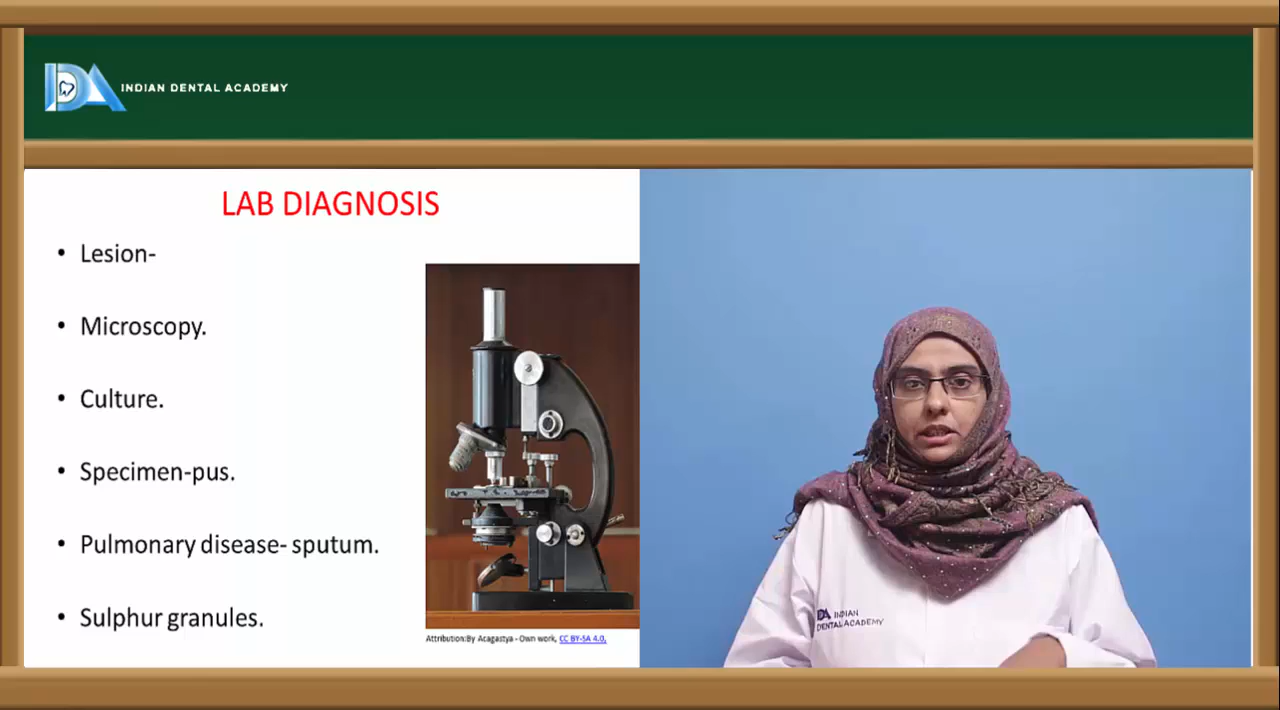 INDIAN DENTAL ACADEMY
LAB DIAGNOSIS
• Lesion-
• Microscopy.
• Culture.
• Specimen-pus.
• Pulmonary disease- sputum.
• Sulphur granules.
Attribution:By Acagastya - Own work, CC BY-SA 4.0,
IDA INDIAN
DENTAL ACADEMY